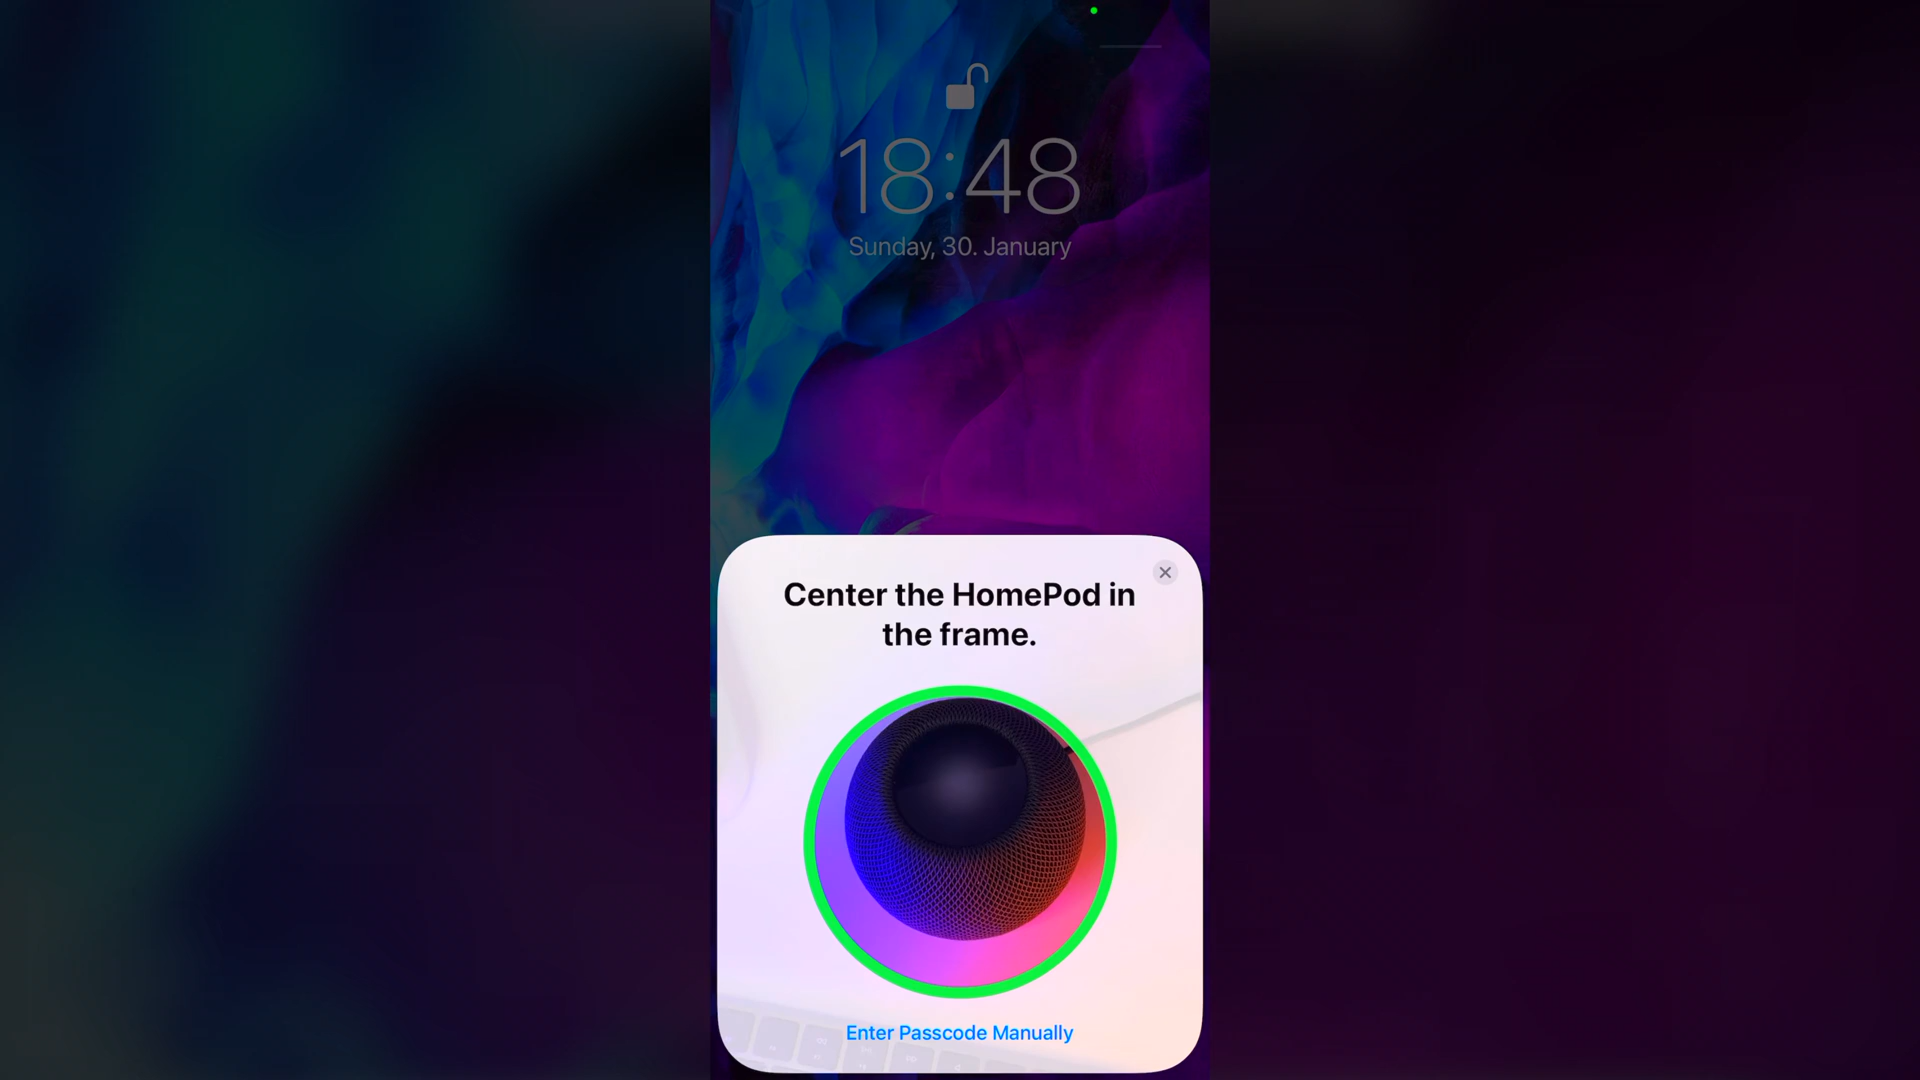 18:48
Sunday, 30. January
Center the HomePod in
the frame.
Enter Passcode Manually